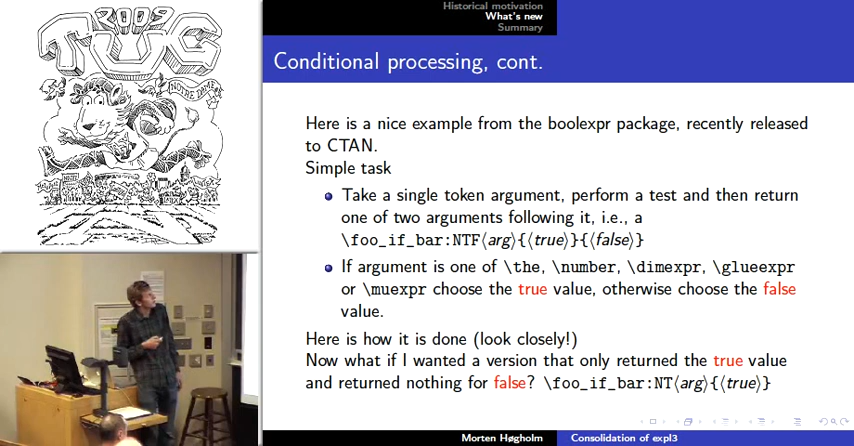 2009
TUG
NOTRE DAME
Historical motivation
What's new
Summary
Conditional processing, cont.
Here is a nice example from the boolexpr package, recently released
to CTAN.
Simple task
Take a single token argument, perform a test and then return
one of two arguments following it, i.e., a
\foo_if_bar:NTF⟨arg⟩{⟨true⟩}{⟨false⟩}
If argument is one of \the, \number, \dimexpr, \glueexpr
or \muexpr choose the true value, otherwise choose the false
value.
Here is how it is done (look closely!)
Now what if I wanted a version that only returned the true value
and returned nothing for false? \foo_if_bar:NT⟨arg⟩{⟨true⟩}
Morten Høgholm
Consolidation of expl3